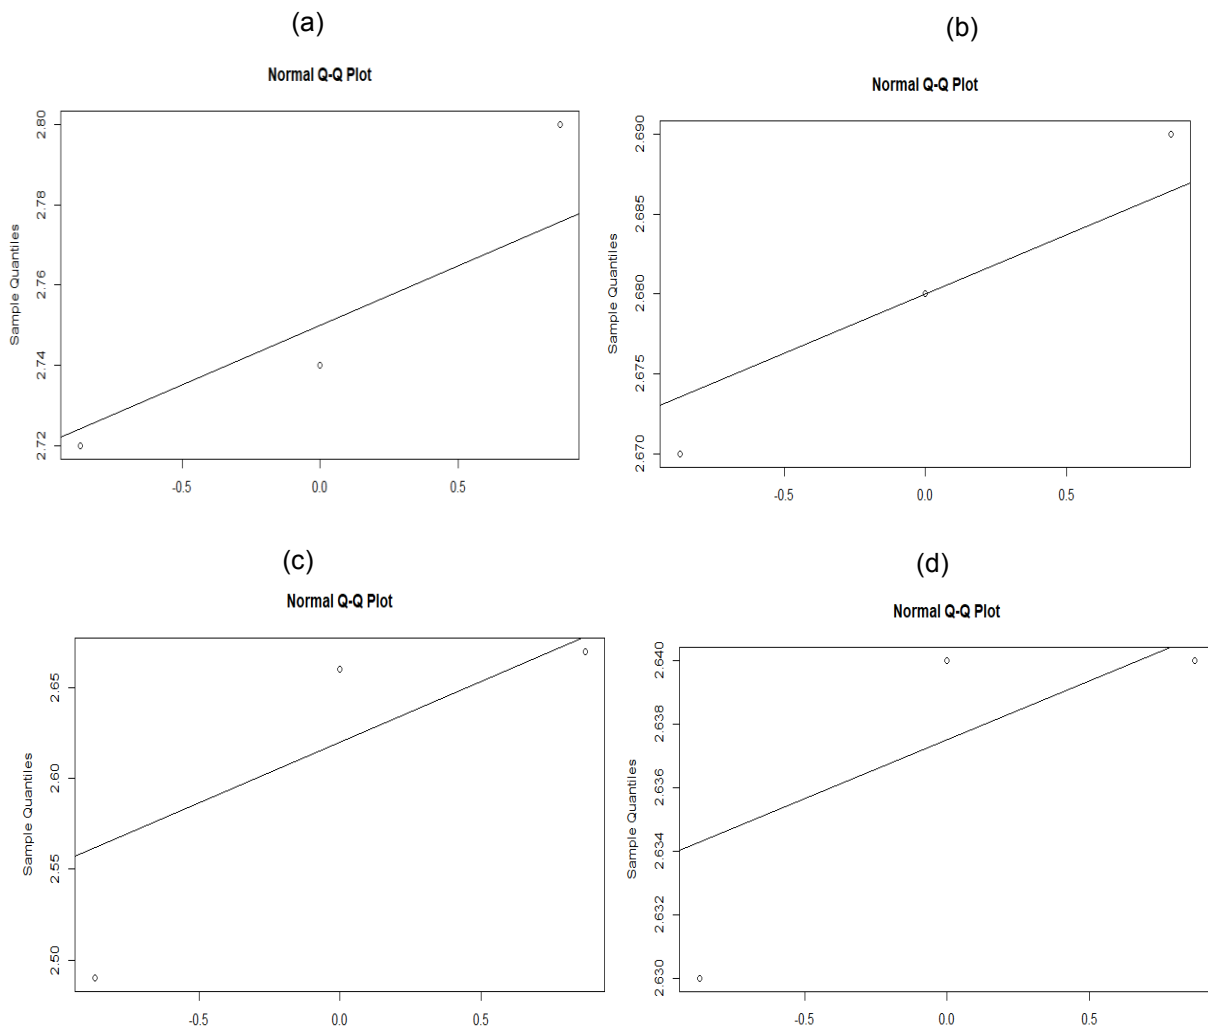 (a)
Normal Q-Q Plot
Sample Quantiles
2.80
2.78
2.76
2.74
2.72
-0.5 0.0 0.5
(b)
Normal Q-Q Plot
Sample Quantiles
2.690
2.685
2.680
2.675
2.670
-0.5 0.0 0.5
(c)
Normal Q-Q Plot
Sample Quantiles
2.65
2.60
2.55
2.50
-0.5 0.0 0.5
(d)
Normal Q-Q Plot
Sample Quantiles
2.640
2.638
2.636
2.634
2.632
2.630
-0.5 0.0 0.5